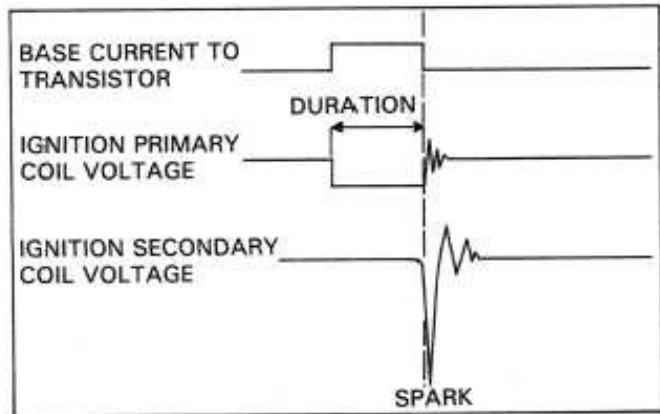 BASE CURRENT TO
TRANSISTOR
DURATION
IGNITION PRIMARY
COIL VOLTAGE
IGNITION SECONDARY
COIL VOLTAGE
SPARK